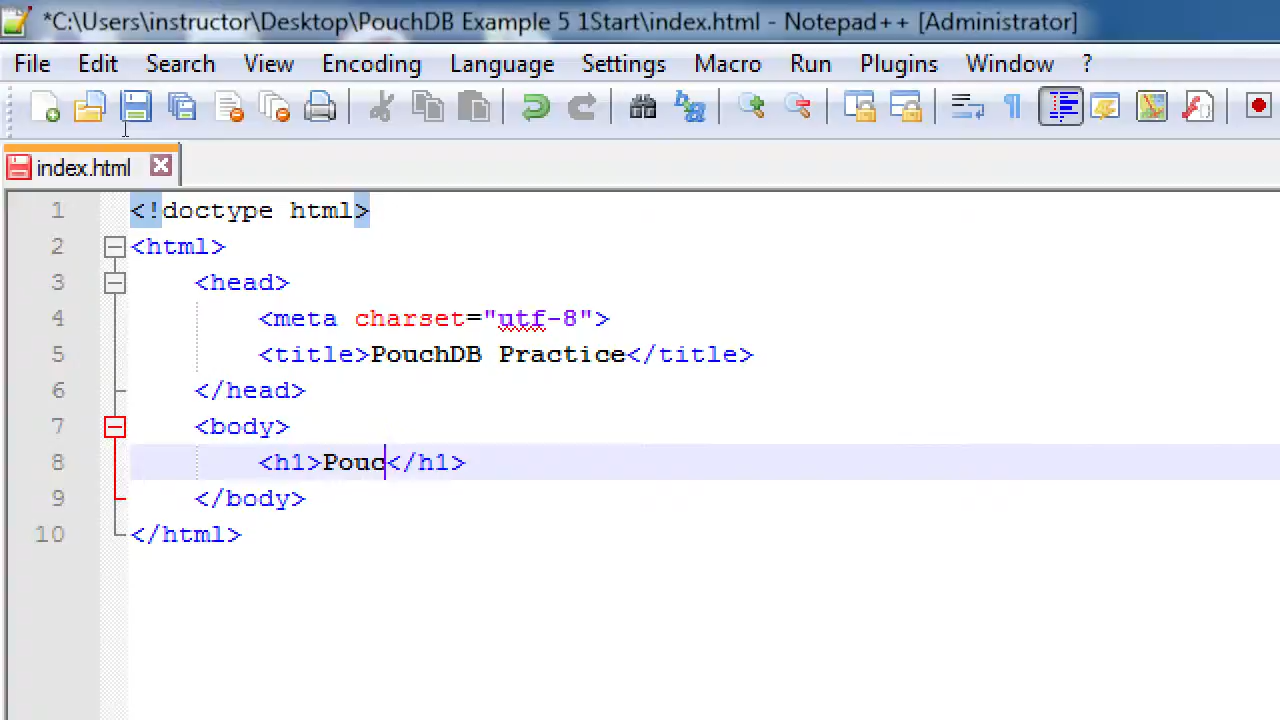 *C:\Users\instructor\Desktop\PouchDB Example 5 1Start\index.html - Notepad++ [Administrator]
File Edit Search View Encoding Language Settings Macro Run Plugins Window ?
index.html
1 <!doctype html>
2 <html>
3 <head>
4 <meta charset="utf-8">
5 <title>PouchDB Practice</title>
6 </head>
7 <body>
8 <h1>Pouc</h1>
9 </body>
10 </html>